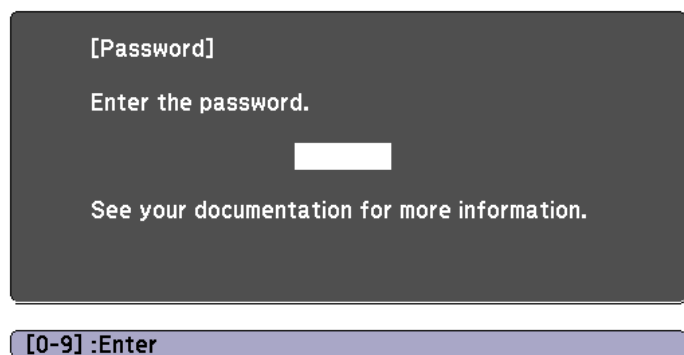 [Password]
Enter the password.
See your documentation for more information.
[0-9] :Enter